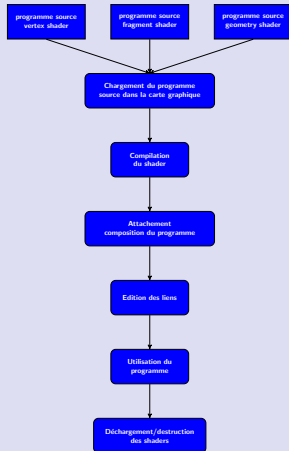 programme source
vertex shader
programme source
fragment shader
programme source
geometry shader
Chargement du programme
source dans la carte graphique
Compilation
du shader
Attachement
composition du programme
Edition des liens
Utilisation du
programme
Déchargement/destruction
des shaders